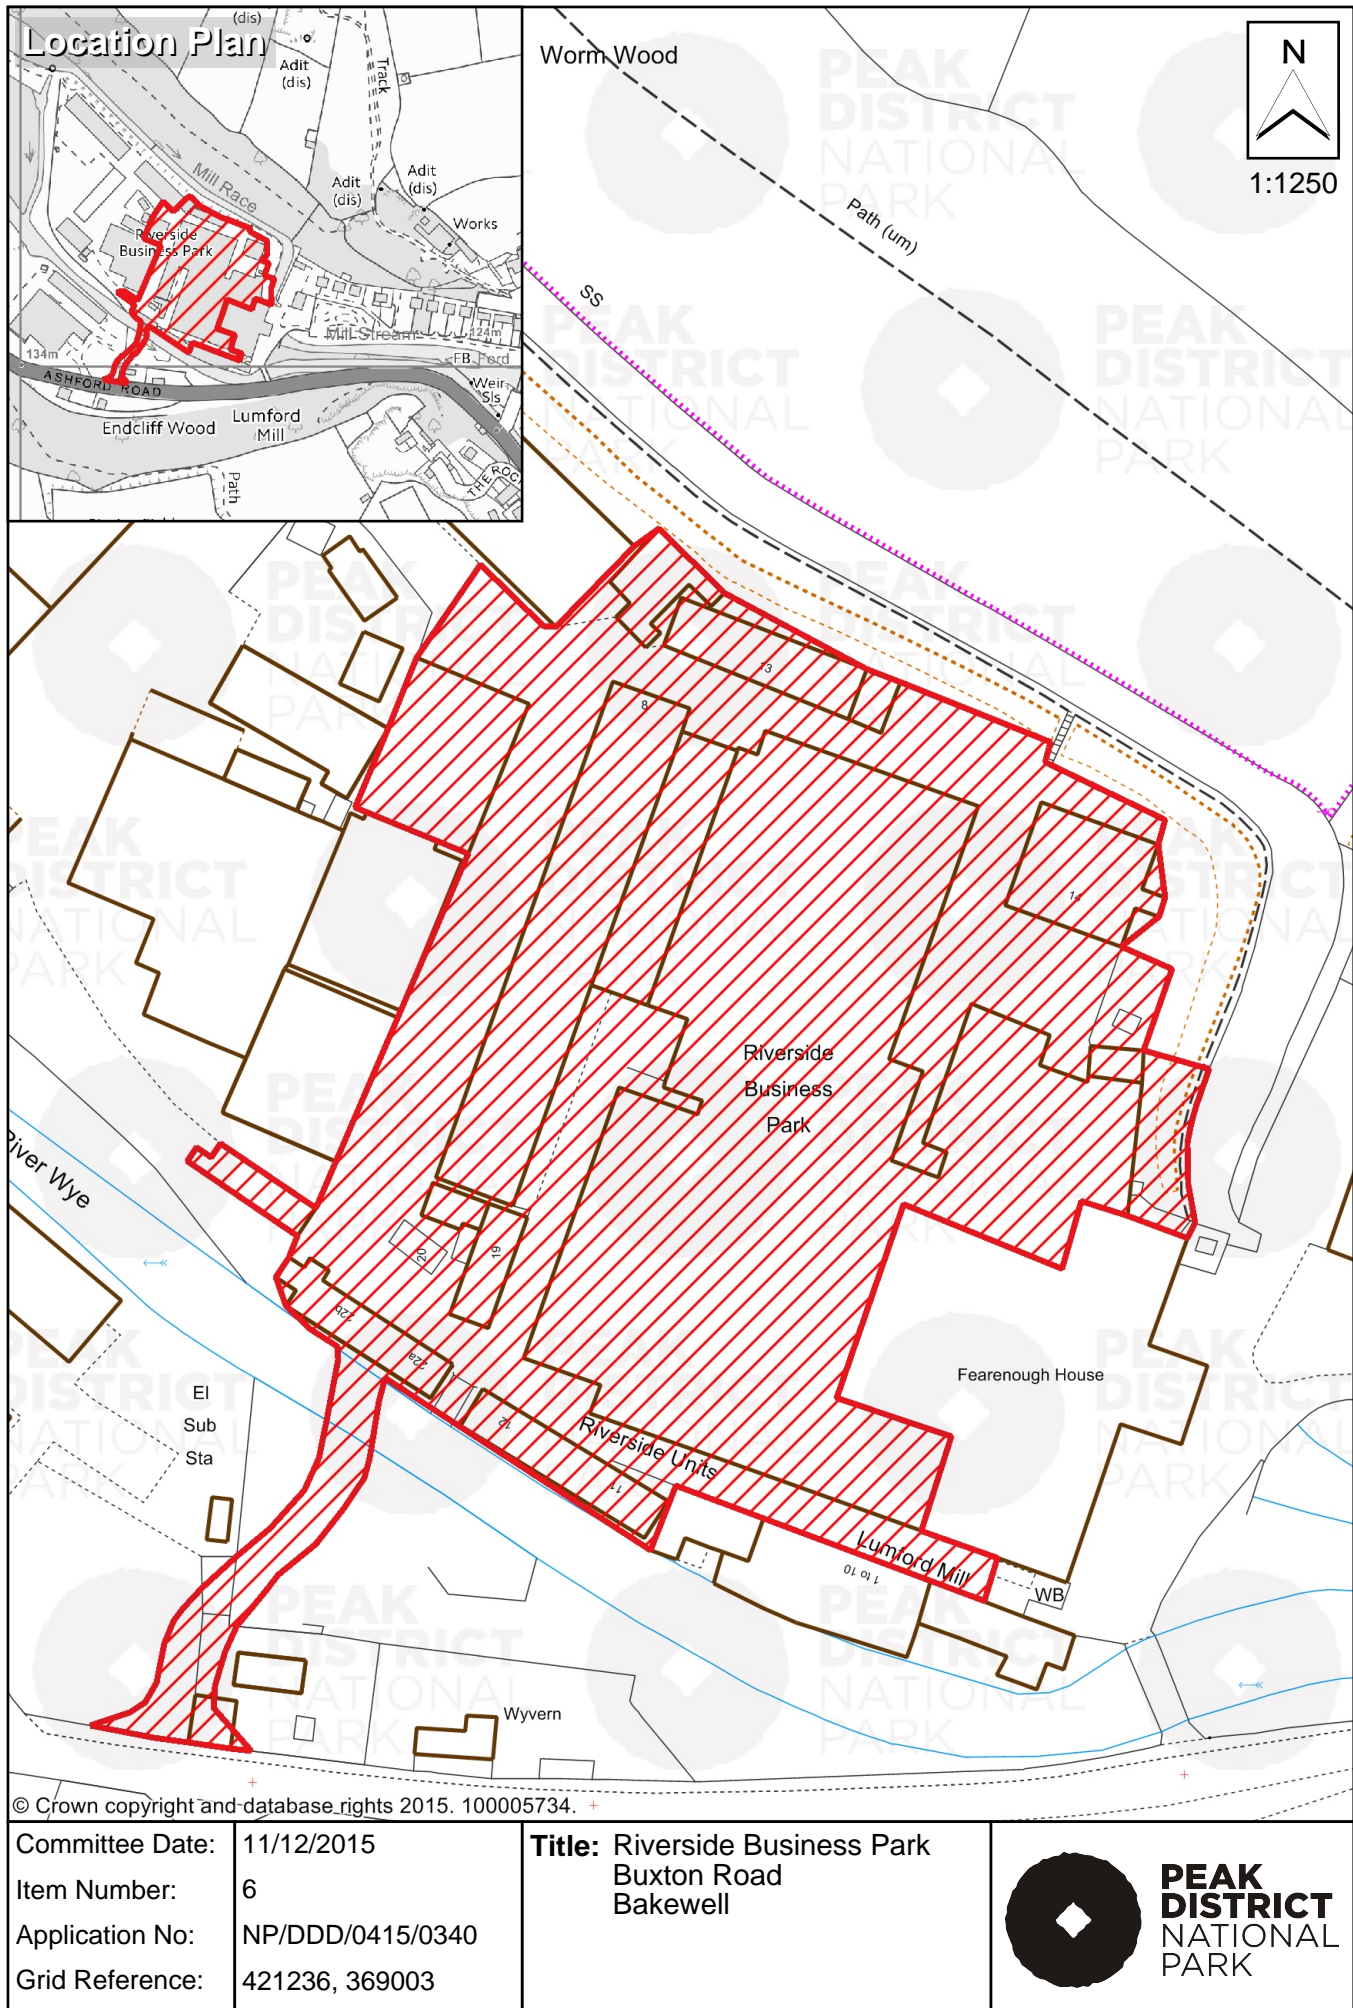 Location Plan
(dis)
Adit
(dis)
Track
Mill Race
Adit
(dis)
Adit
(dis)
Works
Riverside
Business Park
Mill Stream
124m
FB
Ford
134m
ASHFORD ROAD
Weir
Sls
Endcliff Wood
Lumford
Mill
Path
THE ROC
Worm Wood
N
1:1250
Path (um)
SS
13
8
14
Riverside
Business
Park
River Wye
20
19
22b
22a
12
11
Riverside Units
Fearenough House
Lumford Mill
1 to 10
WB
El
Sub
Sta
Wyvern
© Crown copyright and database rights 2015. 100005734.
Committee Date: 11/12/2015
Item Number: 6
Application No: NP/DDD/0415/0340
Grid Reference: 421236, 369003
Title: Riverside Business Park
Buxton Road
Bakewell
PEAK
DISTRICT
NATIONAL
PARK